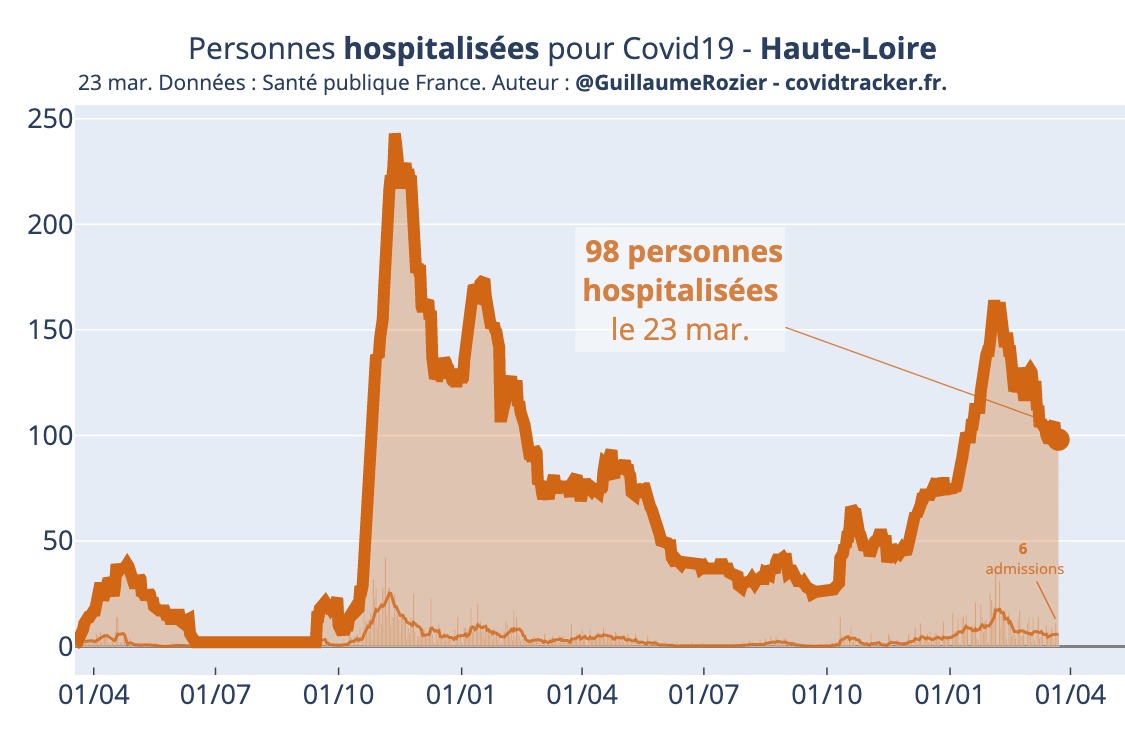 Personnes hospitalisées pour Covid19 - Haute-Loire
23 mar. Données : Santé publique France. Auteur : @GuillaumeRozier - covidtracker.fr.
250
200
98 personnes
hospitalisées
le 23 mar.
150
100
50
6
admissions
0
01/04 01/07 01/10 01/01 01/04 01/07 01/10 01/01 01/04